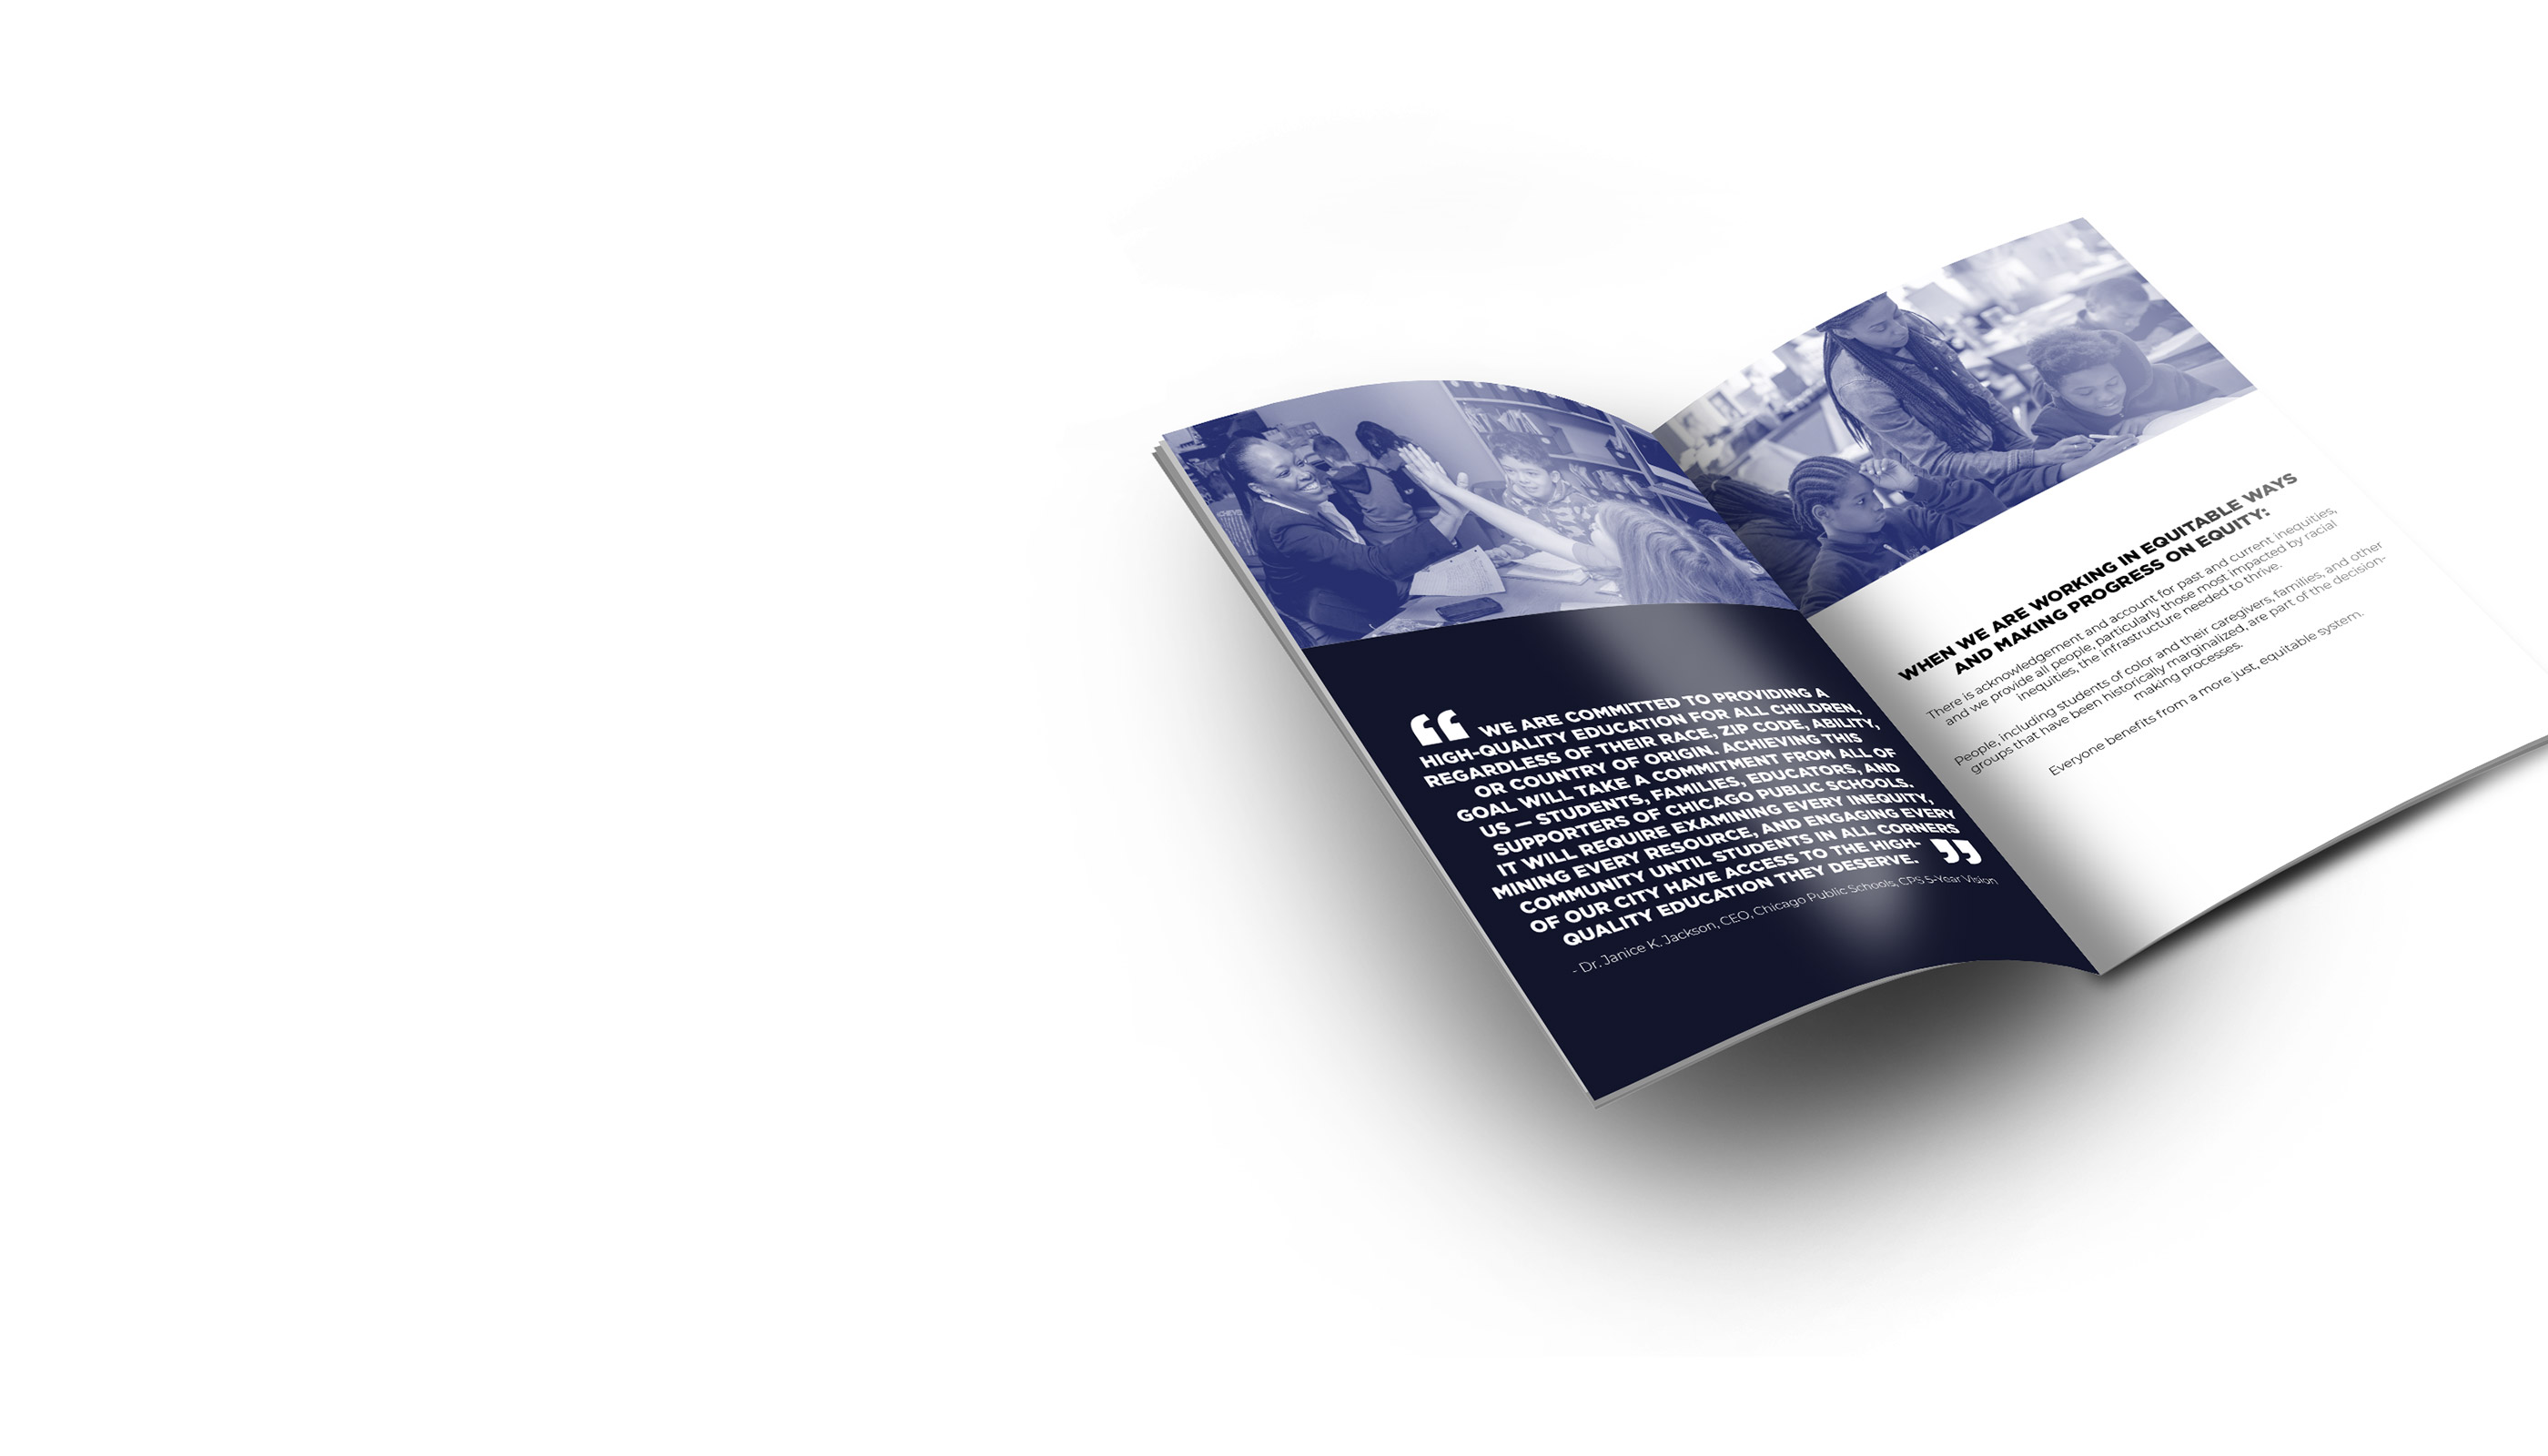 “ WE ARE COMMITTED TO PROVIDING A
HIGH-QUALITY EDUCATION FOR ALL CHILDREN,
REGARDLESS OF THEIR RACE, ZIP CODE, ABILITY,
OR COUNTRY OF ORIGIN. ACHIEVING THIS
GOAL WILL TAKE A COMMITMENT FROM ALL OF
US — STUDENTS, FAMILIES, EDUCATORS, AND
SUPPORTERS OF CHICAGO PUBLIC SCHOOLS.
IT WILL REQUIRE EXAMINING EVERY INEQUITY,
MINING EVERY RESOURCE, AND ENGAGING EVERY
COMMUNITY UNTIL STUDENTS IN ALL CORNERS
OF OUR CITY HAVE ACCESS TO THE HIGH-
QUALITY EDUCATION THEY DESERVE. ”
- Dr. Janice K. Jackson, CEO, Chicago Public Schools, CPS 5-Year Vision
WHEN WE ARE WORKING IN EQUITABLE WAYS
AND MAKING PROGRESS ON EQUITY:
There is acknowledgement and account for past and current inequities,
and we provide all people, particularly those most impacted by racial
inequities, the infrastructure needed to thrive.
People, including students of color and their caregivers, families, and other
groups that have been historically marginalized, are part of the decision-
making processes.
Everyone benefits from a more just, equitable system.